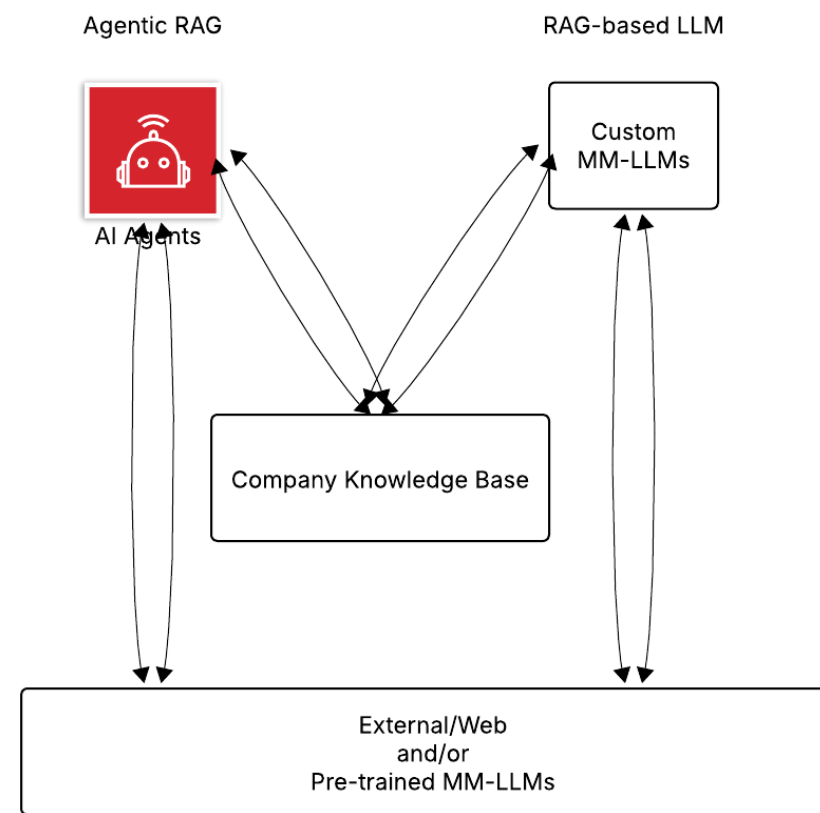 Agentic RAG
RAG-based LLM
Custom
MM-LLMs
AI Agents
Company Knowledge Base
External/Web
and/or
Pre-trained MM-LLMs